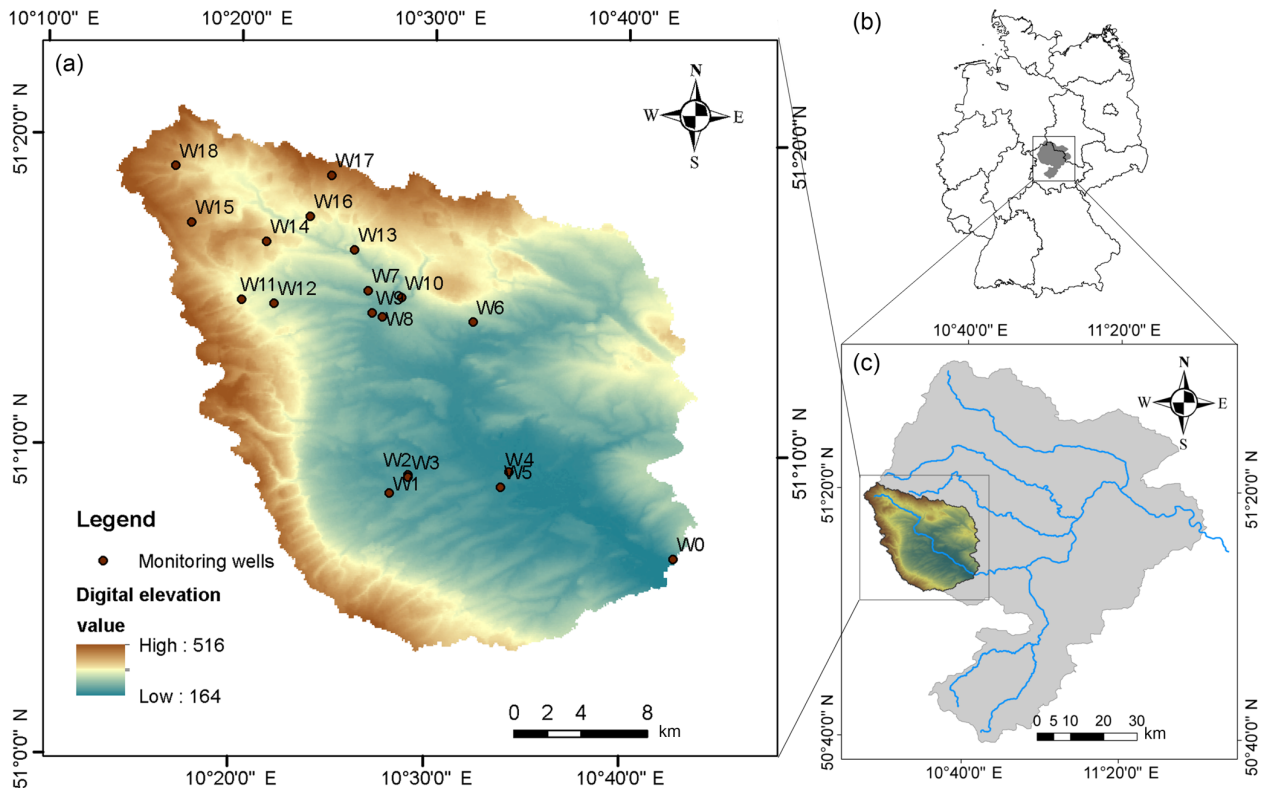 10°10'0" E
10°20'0" E
10°30'0" E
10°40'0" E
(a)
N
W
E
S
51°20'0" N
51°10'0" N
51°0'0" N
51°20'0" N
51°10'0" N
W18
W17
W15
W16
W14
W13
W11
W12
W7
W10
W9
W8
W6
W2
W3
W1
W4
W5
W0
Legend
Monitoring wells
Digital elevation
value
High : 516
Low : 164
0 2 4 8
km
10°20'0" E
10°30'0" E
10°40'0" E
(b)
10°40'0" E
11°20'0" E
(c)
N
W
E
S
51°20'0" N
50°40'0" N
51°20'0" N
50°40'0" N
0 5 10 20 30
km
10°40'0" E
11°20'0" E